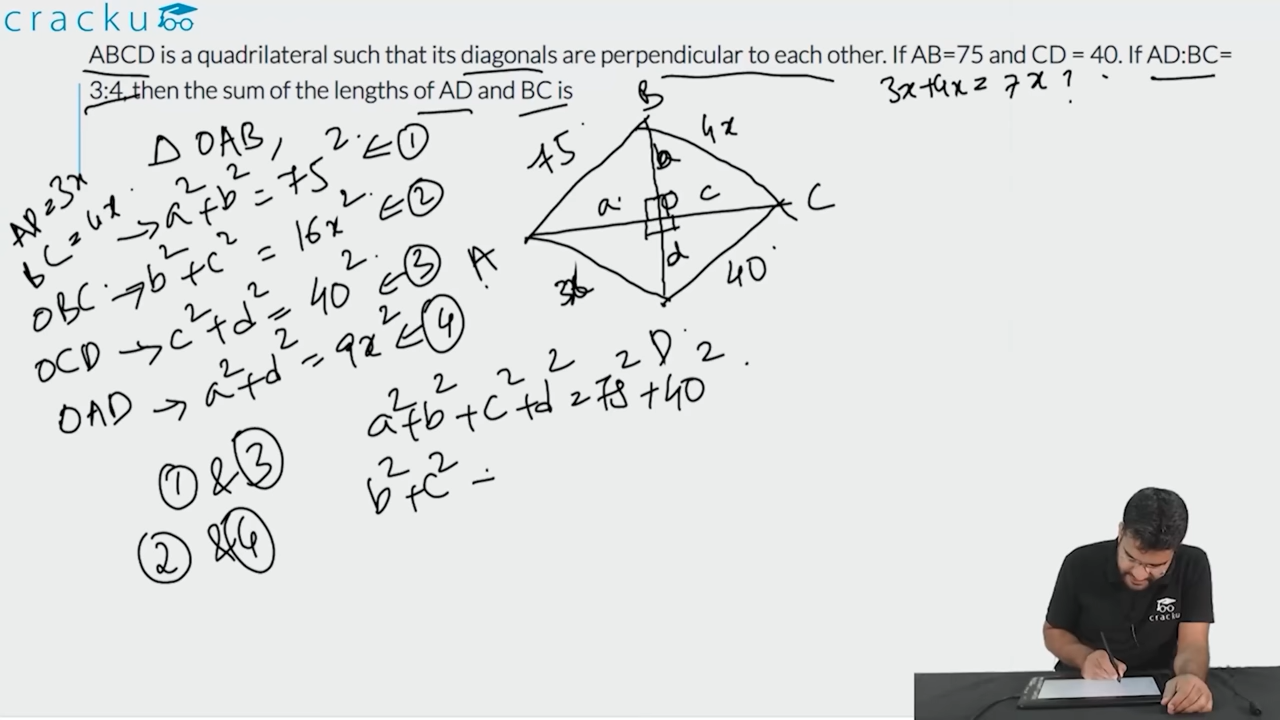 cracku
ABCD is a quadrilateral such that its diagonals are perpendicular to each other. If AB=75 and CD = 40. If AD:BC=
3:4, then the sum of the lengths of AD and BC is
3x+4x = 7x ?
AD = 3x
BC = 4x
Δ OAB,
→ a²+b² = 75² ← ①
OBC → b²+c² = 16x² ← ②
OCD → c²+d² = 40² ← ③
OAD → a²+d² = 9x² ← ④
① & ③
② & ④
a²+b²+c²+d² = 75²+40²
b²+c² =
B
75
4x
b
a
O
c
C
A
d
3x
40
D
cracku